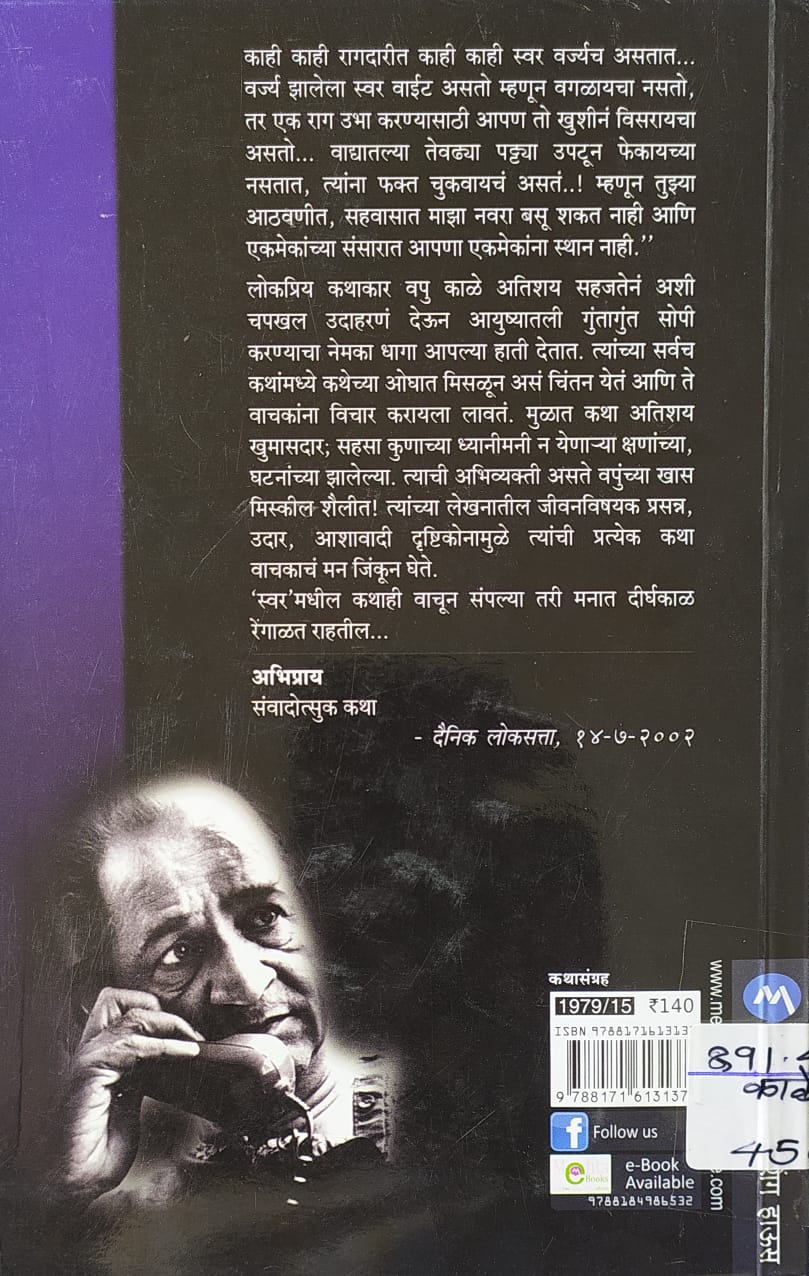 काही काही रागदारीत काही काही स्वर वर्ज्यच असतात...
वर्ज्य झालेला स्वर वाईट असतो म्हणून वगळायचा नसतो,
तर एक राग उभा करण्यासाठी आपण तो खुशीनं विसरायचा
असतो... वाद्यातल्या तेवढ्या पट्ट्या उपटून फेकायच्या
नसतात, त्यांना फक्त चुकवायचं असतं..! म्हणून तुझ्या
आठवणीत, सहवासात माझा नवरा बसू शकत नाही आणि
एकमेकांच्या संसारात आपणा एकमेकांना स्थान नाही.’’
लोकप्रिय कथाकार वपु काळे अतिशय सहजतेनं अशी
चपखल उदाहरणं देऊन आयुष्यातली गुंतागुंत सोपी
करण्याचा नेमका धागा आपल्या हाती देतात. त्यांच्या सर्वच
कथांमध्ये कथेच्या ओघात मिसळून असं चिंतन येतं आणि ते
वाचकांना विचार करायला लावतं. मुळात कथा अतिशय
खुमासदार; सहसा कुणाच्या ध्यानीमनी न येणाऱ्या क्षणांच्या,
घटनांच्या झालेल्या. त्याची अभिव्यक्ती असते वपुंच्या खास
मिस्कील शैलीत! त्यांच्या लेखनातील जीवनविषयक प्रसन्न,
उदार, आशावादी दृष्टिकोनामुळे त्यांची प्रत्येक कथा
वाचकाचं मन जिंकून घेते.
‘स्वर’मधील कथाही वाचून संपल्या तरी मनात दीर्घकाळ
रेंगाळत राहतील...
अभिप्राय
संवादोत्सुक कथा
- दैनिक लोकसत्ता, १४-७-२००२
कथासंग्रह
1979/15 ₹140
ISBN 978817161313
9 788171 613137
Follow us
e-Book
Books
Available
9788184986532
www.me
.com
891.
काळे
45
हाऊस